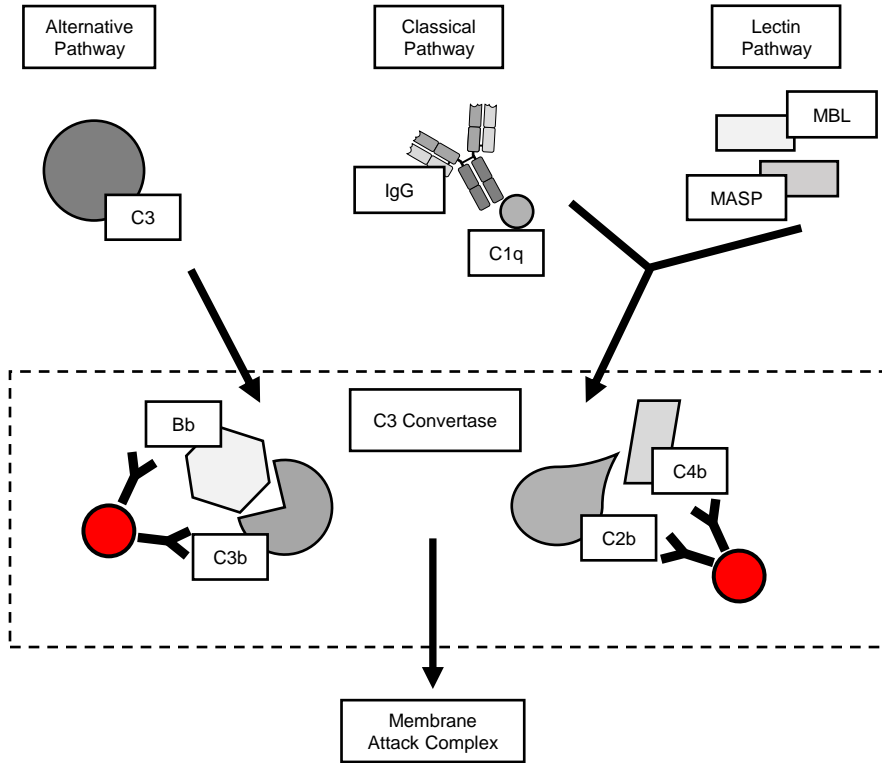 Alternative
Pathway
Classical
Pathway
Lectin
Pathway
MBL
IgG
MASP
C3
C1q
Bb
C3 Convertase
C4b
C3b
C2b
Membrane
Attack Complex